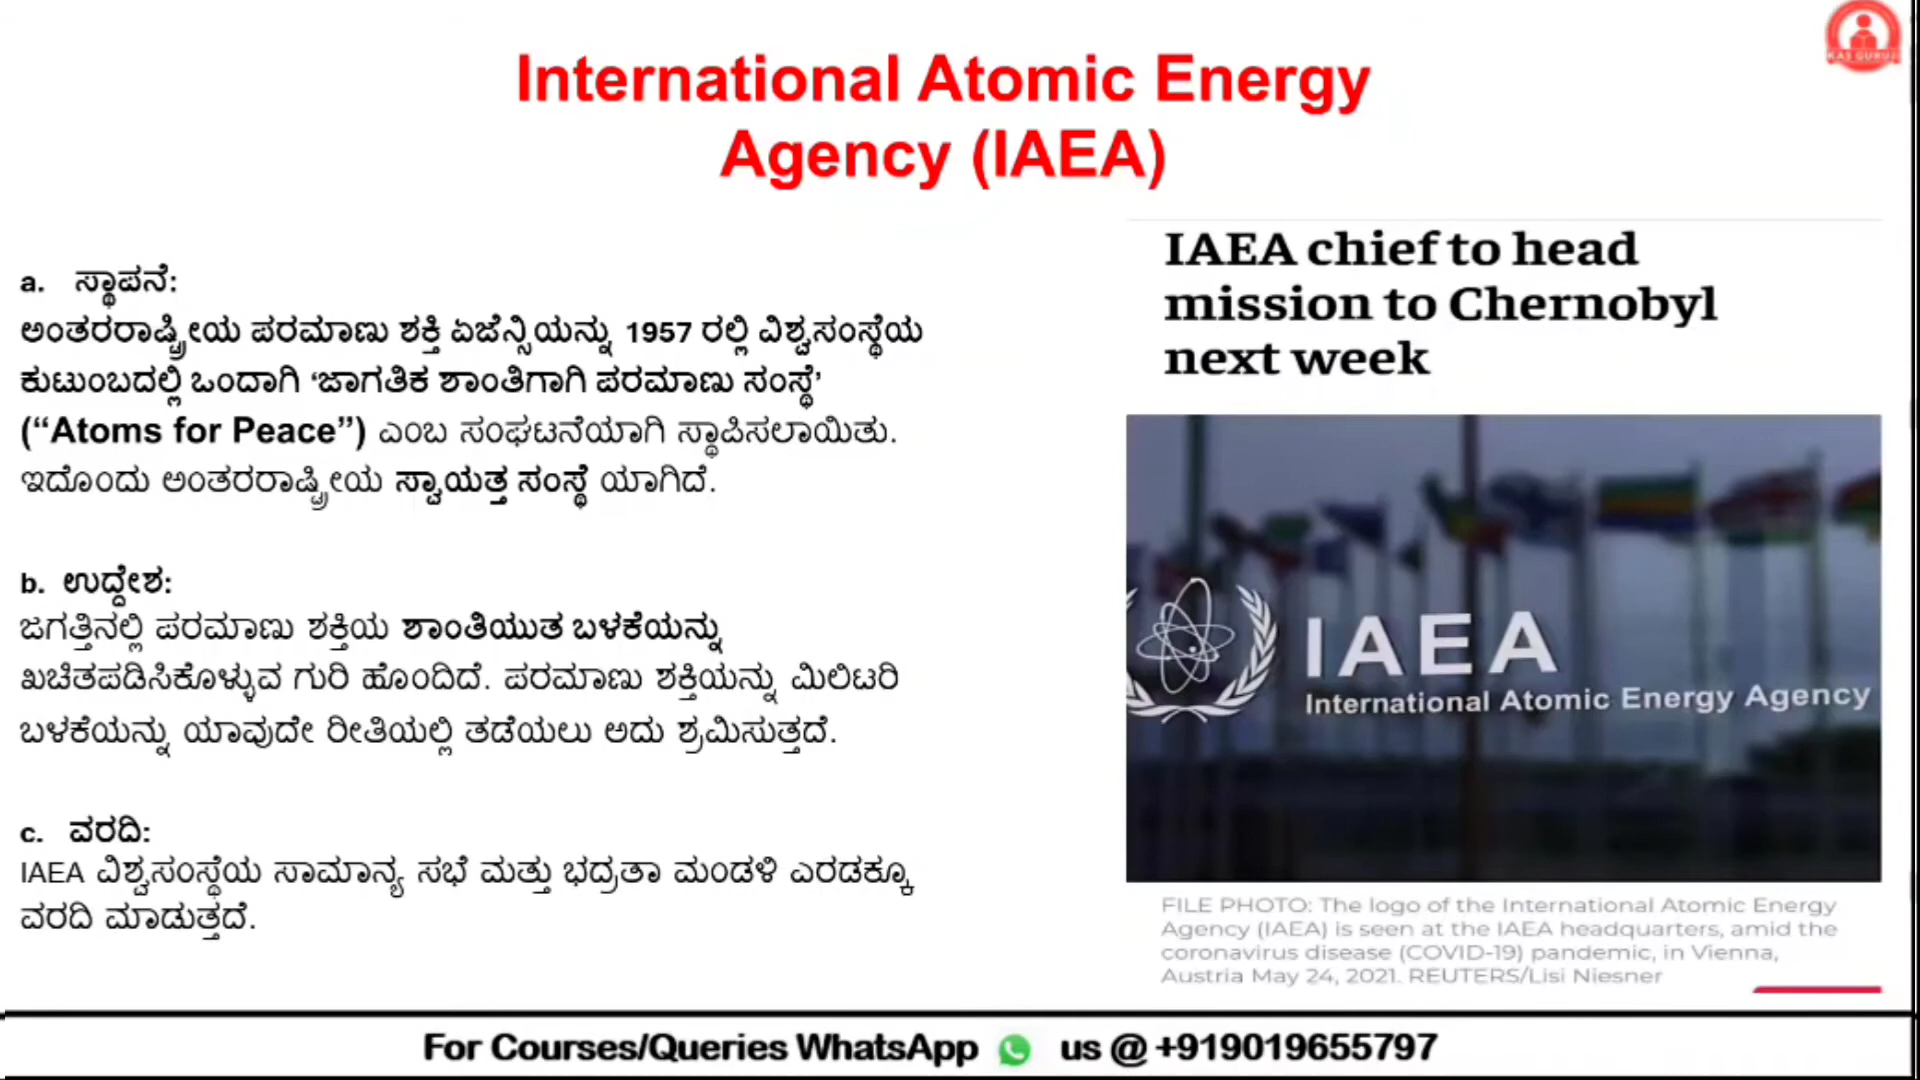 KAS GURUJI
International Atomic Energy
Agency (IAEA)
a. ಸ್ಥಾಪನೆ:
ಅಂತರರಾಷ್ಟ್ರೀಯ ಪರಮಾಣು ಶಕ್ತಿ ಏಜೆನ್ಸಿಯನ್ನು 1957 ರಲ್ಲಿ ವಿಶ್ವಸಂಸ್ಥೆಯ
ಕುಟುಂಬದಲ್ಲಿ ಒಂದಾಗಿ ‘ಜಾಗತಿಕ ಶಾಂತಿಗಾಗಿ ಪರಮಾಣು ಸಂಸ್ಥೆ’
(“Atoms for Peace”) ಎಂಬ ಸಂಘಟನೆಯಾಗಿ ಸ್ಥಾಪಿಸಲಾಯಿತು.
ಇದೊಂದು ಅಂತರರಾಷ್ಟ್ರೀಯ ಸ್ವಾಯತ್ತ ಸಂಸ್ಥೆ ಯಾಗಿದೆ.
b. ಉದ್ದೇಶ:
ಜಗತ್ತಿನಲ್ಲಿ ಪರಮಾಣು ಶಕ್ತಿಯ ಶಾಂತಿಯುತ ಬಳಕೆಯನ್ನು
ಖಚಿತಪಡಿಸಿಕೊಳ್ಳುವ ಗುರಿ ಹೊಂದಿದೆ. ಪರಮಾಣು ಶಕ್ತಿಯನ್ನು ಮಿಲಿಟರಿ
ಬಳಕೆಯನ್ನು ಯಾವುದೇ ರೀತಿಯಲ್ಲಿ ತಡೆಯಲು ಅದು ಶ್ರಮಿಸುತ್ತದೆ.
c. ವರದಿ:
IAEA ವಿಶ್ವಸಂಸ್ಥೆಯ ಸಾಮಾನ್ಯ ಸಭೆ ಮತ್ತು ಭದ್ರತಾ ಮಂಡಳಿ ಎರಡಕ್ಕೂ
ವರದಿ ಮಾಡುತ್ತದೆ.
IAEA chief to head
mission to Chernobyl
next week
IAEA
International Atomic Energy Agency
FILE PHOTO: The logo of the International Atomic Energy
Agency (IAEA) is seen at the IAEA headquarters, amid the
coronavirus disease (COVID-19) pandemic, in Vienna,
Austria May 24, 2021. REUTERS/Lisi Niesner
For Courses/Queries WhatsApp us @ +919019655797